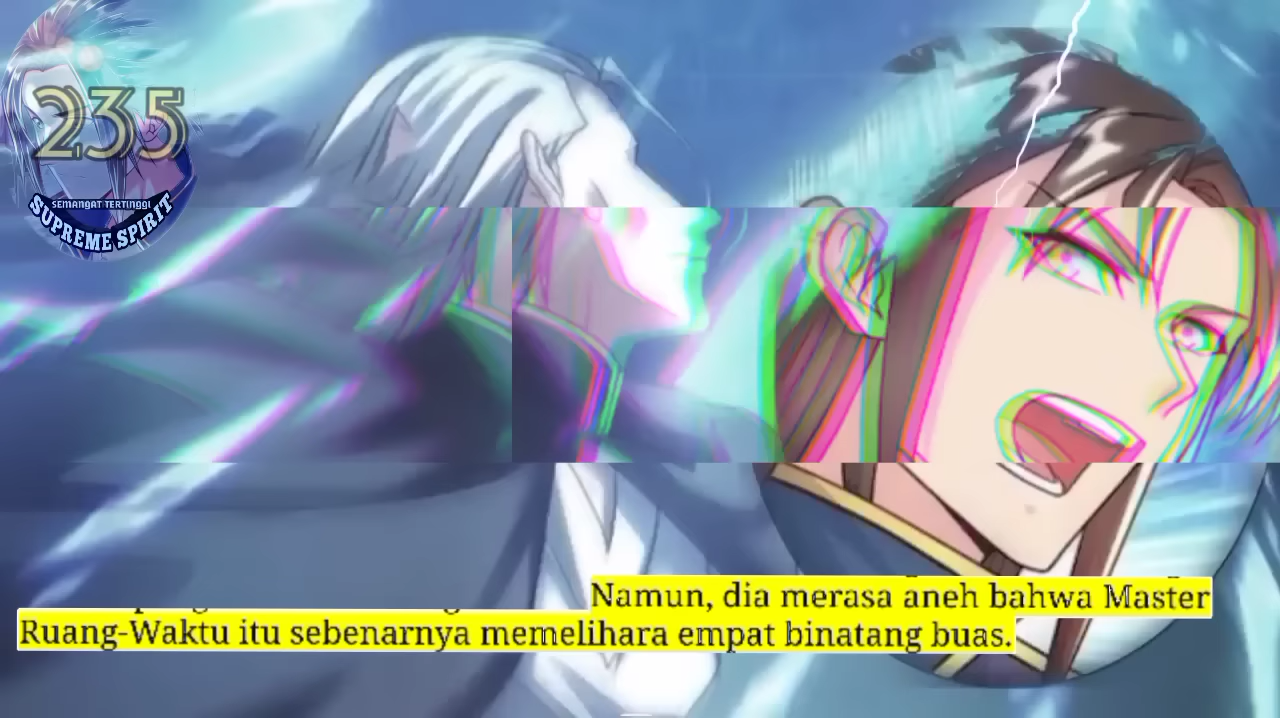 235
SEMANGAT TERTINGGI
SUPREME SPIRIT
Namun, dia merasa aneh bahwa Master
Ruang-Waktu itu sebenarnya memelihara empat binatang buas.